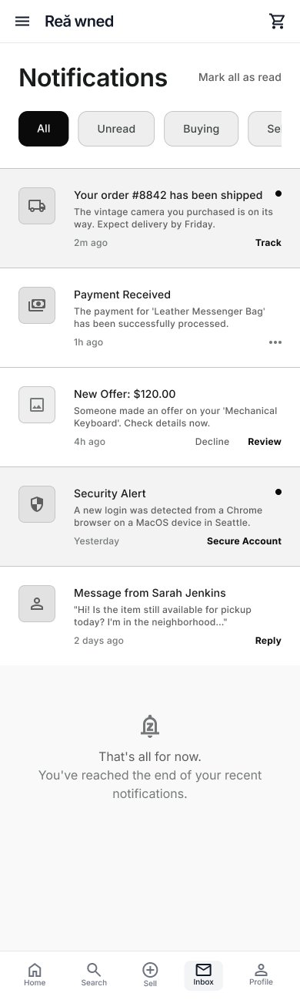 Reă wned
Notifications
Mark all as read
All
Unread
Buying
Sel
Your order #8842 has been shipped
The vintage camera you purchased is on its
way. Expect delivery by Friday.
2m ago
Track
Payment Received
The payment for 'Leather Messenger Bag'
has been successfully processed.
1h ago
New Offer: $120.00
Someone made an offer on your 'Mechanical
Keyboard'. Check details now.
4h ago
Decline
Review
Security Alert
A new login was detected from a Chrome
browser on a MacOS device in Seattle.
Yesterday
Secure Account
Message from Sarah Jenkins
"Hi! Is the item still available for pickup
today? I'm in the neighborhood..."
2 days ago
Reply
That's all for now.
You've reached the end of your recent
notifications.
Home
Search
Sell
Inbox
Profile